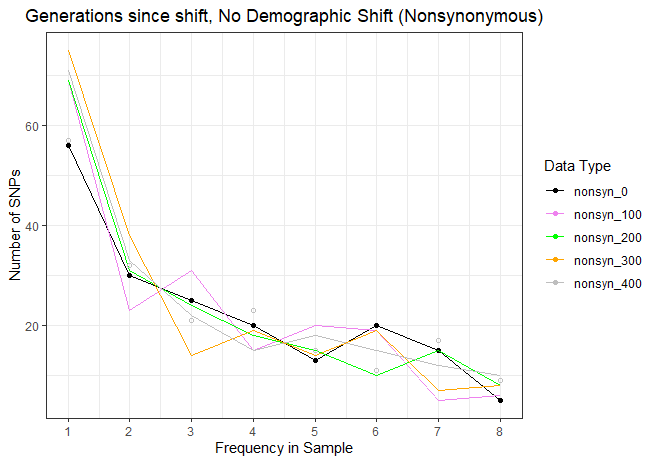 Generations since shift, No Demographic Shift (Nonsynonymous)
Number of SNPs
60
40
20
1 2 3 4 5 6 7 8
Frequency in Sample
Data Type
nonsyn_0
nonsyn_100
nonsyn_200
nonsyn_300
nonsyn_400